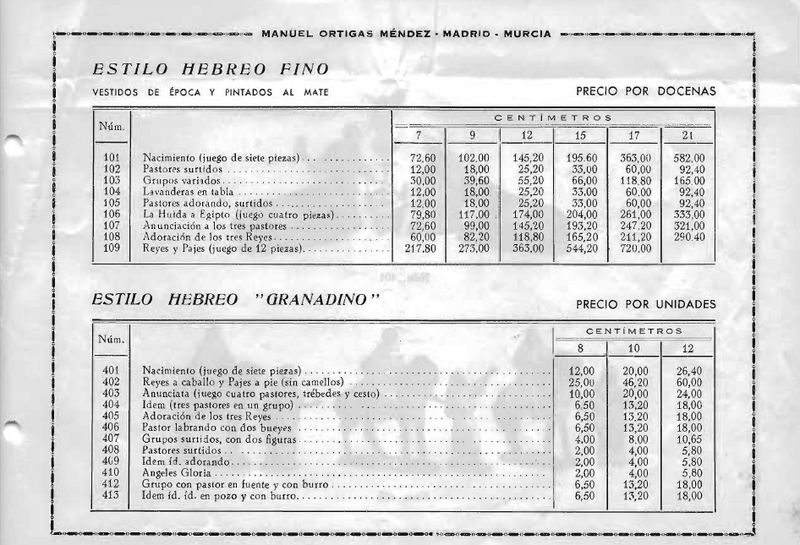 MANUEL ORTIGAS MÉNDEZ - MADRID - MURCIA
ESTILO HEBREO FINO
VESTIDOS DE ÉPOCA Y PINTADOS AL MATE PRECIO POR DOCENAS
Núm. CENTÍMETROS
7 9 12 15 17 21
101 Nacimiento (juego de siete piezas) 72,60 102,00 145,20 195,60 363,00 582,00
102 Pastores surtidos 12,00 18,00 25,20 33,00 60,00 92,40
103 Grupos variados 30,00 39,60 55,20 66,00 118,80 165,00
104 Lavanderas en tabla 12,00 18,00 25,20 33,00 60,00 92,40
105 Pastores adorando, surtidos 12,00 18,00 25,20 33,00 60,00 92,40
106 La Huída a Egipto (juego cuatro piezas) 79,80 117,00 174,00 204,00 261,00 333,00
107 Anunciación a los tres pastores 72,60 99,00 145,20 193,20 247,20 321,00
108 Adoración de los tres Reyes 60,00 82,20 118,80 165,20 211,20 290,40
109 Reyes y Pajes (juego de 12 piezas) 217,80 273,00 363,00 544,20 720,00
ESTILO HEBREO "GRANADINO" PRECIO POR UNIDADES
Núm. CENTÍMETROS
8 10 12
401 Nacimiento (juego de siete piezas) 12,00 20,00 26,40
402 Reyes a caballo y Pajes a pie (sin camellos) 25,00 46,20 60,00
403 Anunciata (juego cuatro pastores, trébedes y cesto) 10,00 20,00 24,00
404 Idem (tres pastores en un grupo) 6,50 13,20 18,00
405 Adoración de los tres Reyes 6,50 13,20 18,00
406 Pastor labrando con dos bueyes 6,50 13,20 18,00
407 Grupos surtidos, con dos figuras 4,00 8,00 10,65
408 Pastores surtidos 2,00 4,00 5,80
409 Idem íd. adorando 2,00 4,00 5,80
410 Angeles Gloria 2,00 4,00 5,80
412 Grupo con pastor en fuente y con burro 6,50 13,20 18,00
413 Idem íd. íd. en pozo y con burro. 6,50 13,20 18,00